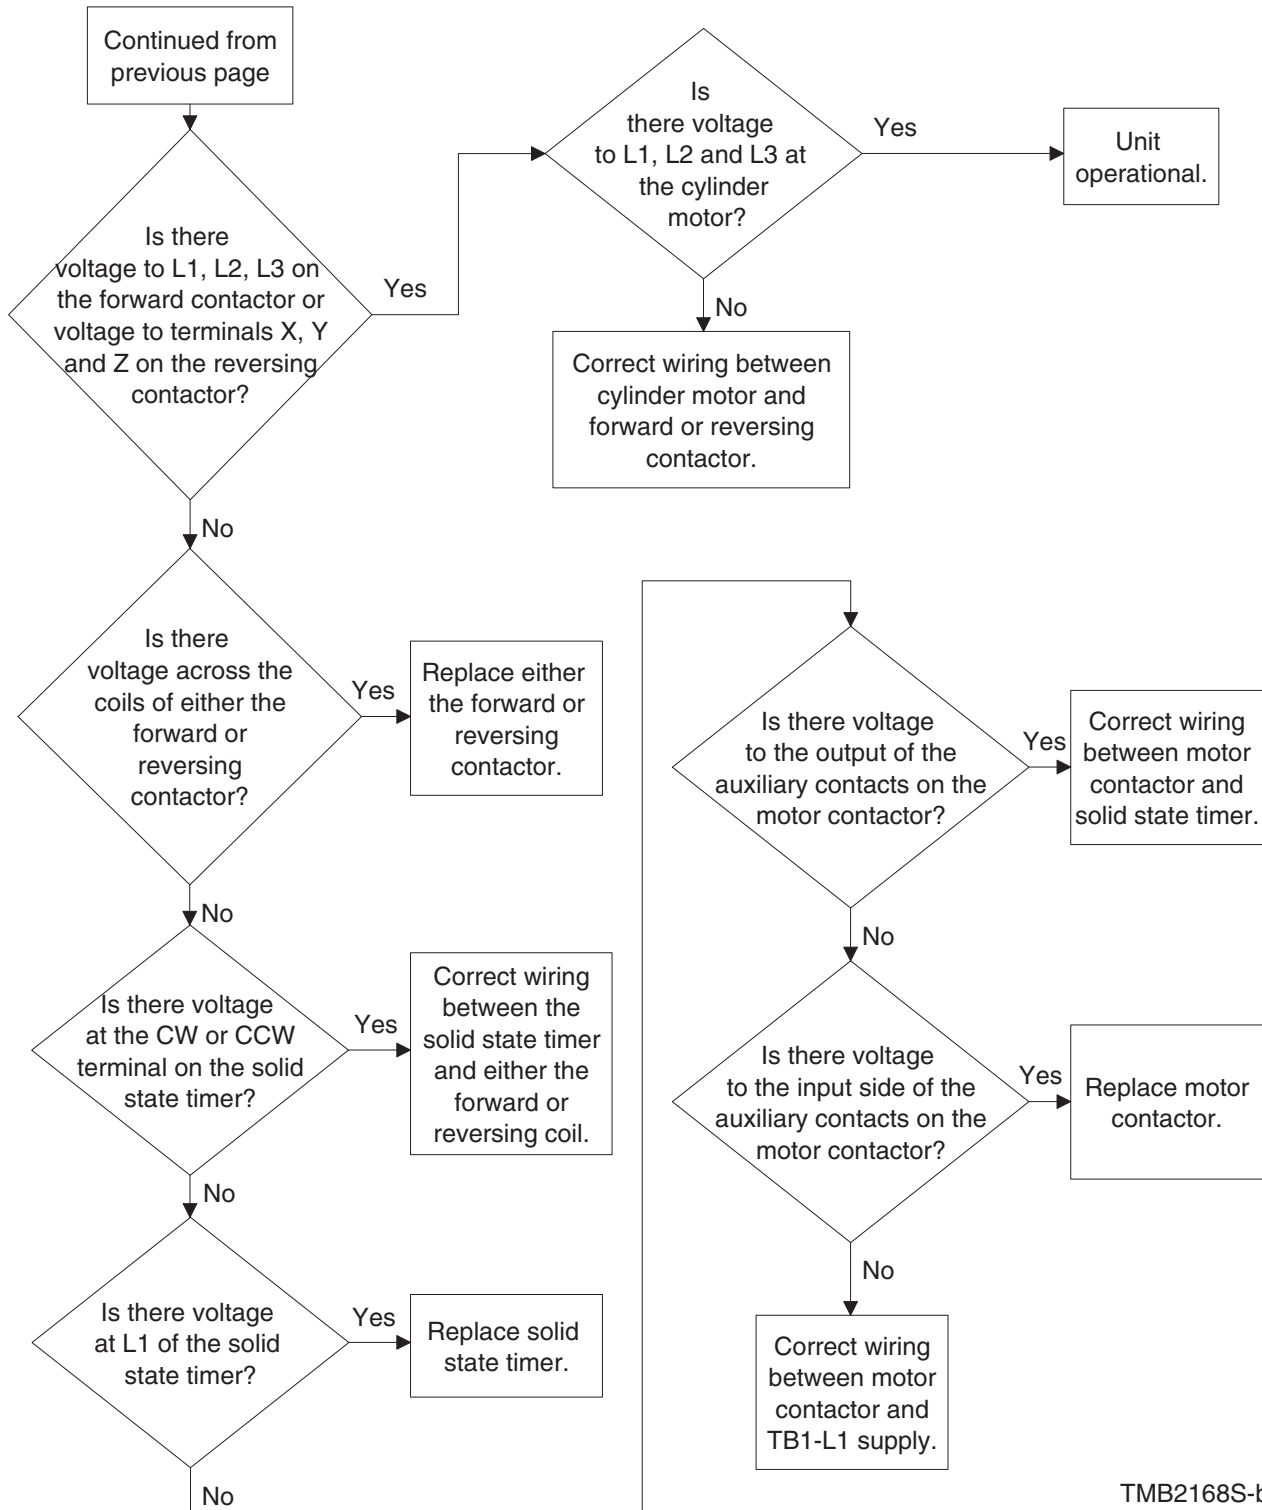 Continued from
previous page
Is there
voltage to L1, L2, L3 on
the forward contactor or
voltage to terminals X, Y
and Z on the reversing
contactor?
Yes
Is
there voltage
to L1, L2 and L3 at
the cylinder
motor?
Yes
Unit
operational.
No
Correct wiring between
cylinder motor and
forward or reversing
contactor.
No
Is there
voltage across the
coils of either the
forward or
reversing
contactor?
Yes
Replace either
the forward or
reversing
contactor.
No
Is there voltage
at the CW or CCW
terminal on the solid
state timer?
Yes
Correct wiring
between the
solid state timer
and either the
forward or
reversing coil.
No
Is there voltage
at L1 of the solid
state timer?
Yes
Replace solid
state timer.
No
Is there voltage
to the output of the
auxiliary contacts on the
motor contactor?
Yes
Correct wiring
between motor
contactor and
solid state timer.
No
Is there voltage
to the input side of the
auxiliary contacts on the
motor contactor?
Yes
Replace motor
contactor.
No
Correct wiring
between motor
contactor and
TB1-L1 supply.
TMB2168S-b